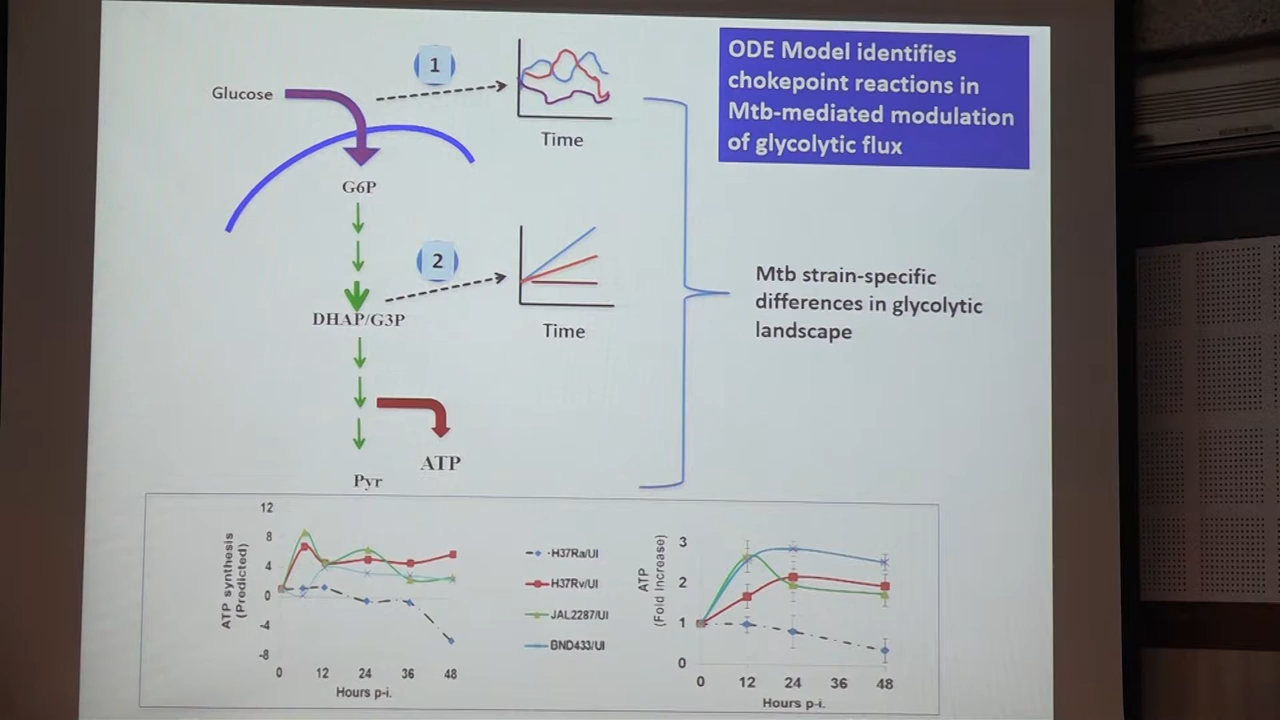 ODE Model identifies
chokepoint reactions in
Mtb-mediated modulation
of glycolytic flux
Glucose
1
Time
G6P
2
DHAP/G3P
Time
Mtb strain-specific
differences in glycolytic
landscape
ATP
Pyr
ATP synthesis
(Predicted)
12
8
4
0
-4
-8
0 12 24 36 48
Hours p-i.
H37Ra/UI
H37Rv/UI
JAL2287/UI
BND433/UI
ATP
(Fold Increase)
3
2
1
0
0 12 24 36 48
Hours p-i.